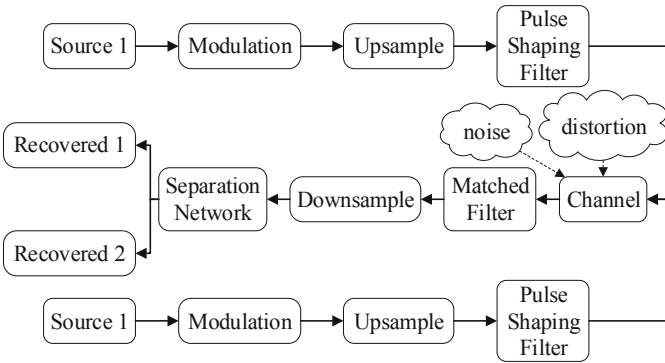 Source 1
Modulation
Upsample
Pulse
Shaping
Filter
noise
distortion
Recovered 1
Recovered 2
Separation
Network
Downsample
Matched
Filter
Channel
Source 1
Modulation
Upsample
Pulse
Shaping
Filter